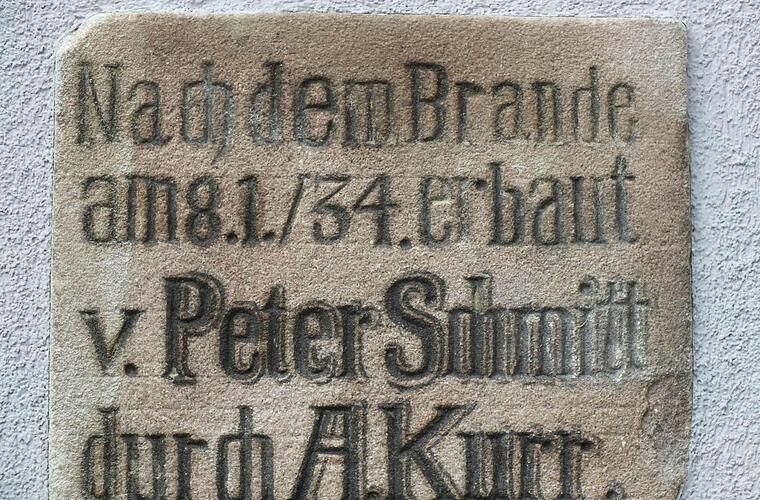 Nach dem Brande
am 8.1./34. erbaut
v. Peter Schmitt
durch A. Kurr.